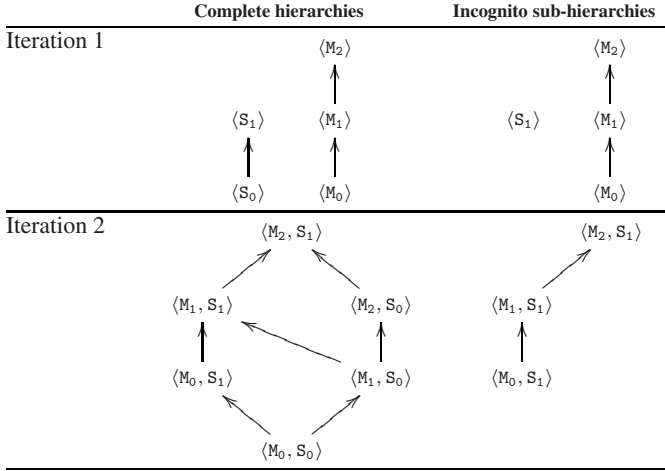 Complete hierarchies Incognito sub-hierarchies
Iteration 1
⟨M₂⟩ ⟨M₂⟩
⟨S₁⟩ ⟨M₁⟩ ⟨S₁⟩ ⟨M₁⟩
⟨S₀⟩ ⟨M₀⟩ ⟨M₀⟩
Iteration 2
⟨M₂, S₁⟩ ⟨M₂, S₁⟩
⟨M₁, S₁⟩ ⟨M₂, S₀⟩ ⟨M₁, S₁⟩
⟨M₀, S₁⟩ ⟨M₁, S₀⟩ ⟨M₀, S₁⟩
⟨M₀, S₀⟩